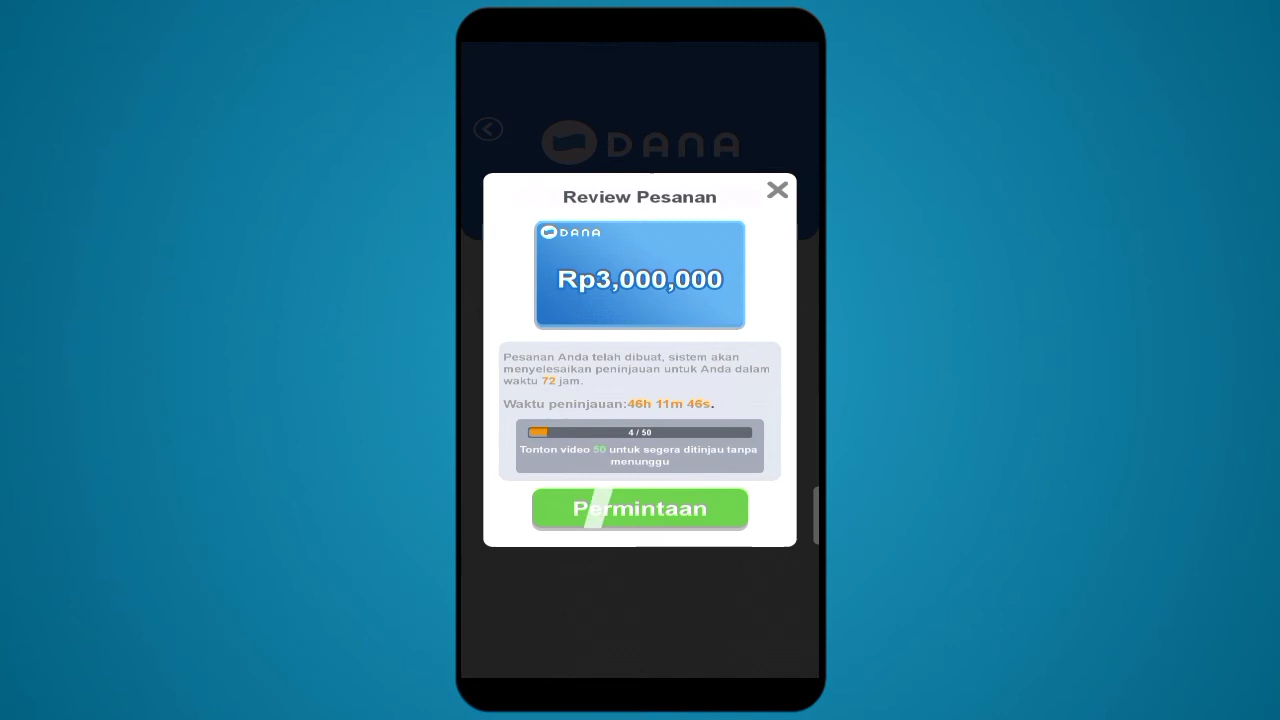 DANA
Review Pesanan
DANA
Rp3,000,000
Pesanan Anda telah dibuat, sistem akan
menyelesaikan peninjauan untuk Anda dalam
waktu 72 jam.
Waktu peninjauan:46h 11m 46s.
4 / 50
Tonton video 50 untuk segera ditinjau tanpa
menunggu
Permintaan